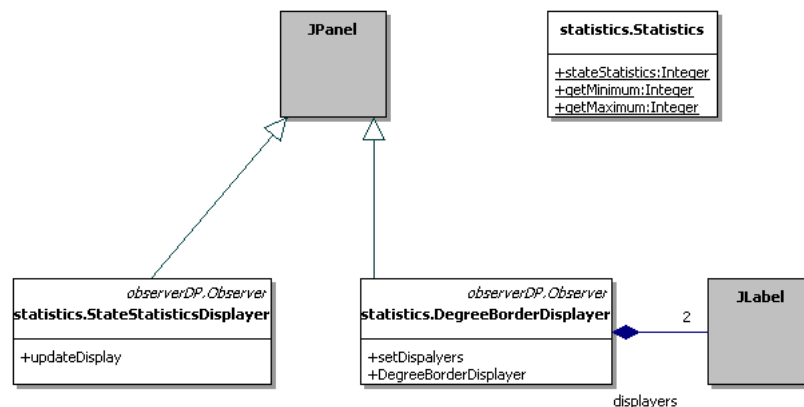 JPanel
statistics.Statistics
+stateStatistics:Integer
+getMinimum:Integer
+getMaximum:Integer
observerDP.Observer
statistics.StateStatisticsDisplayer
+updateDisplay
observerDP.Observer
statistics.DegreeBorderDisplayer
+setDispalyers
+DegreeBorderDisplayer
2
displayers
JLabel